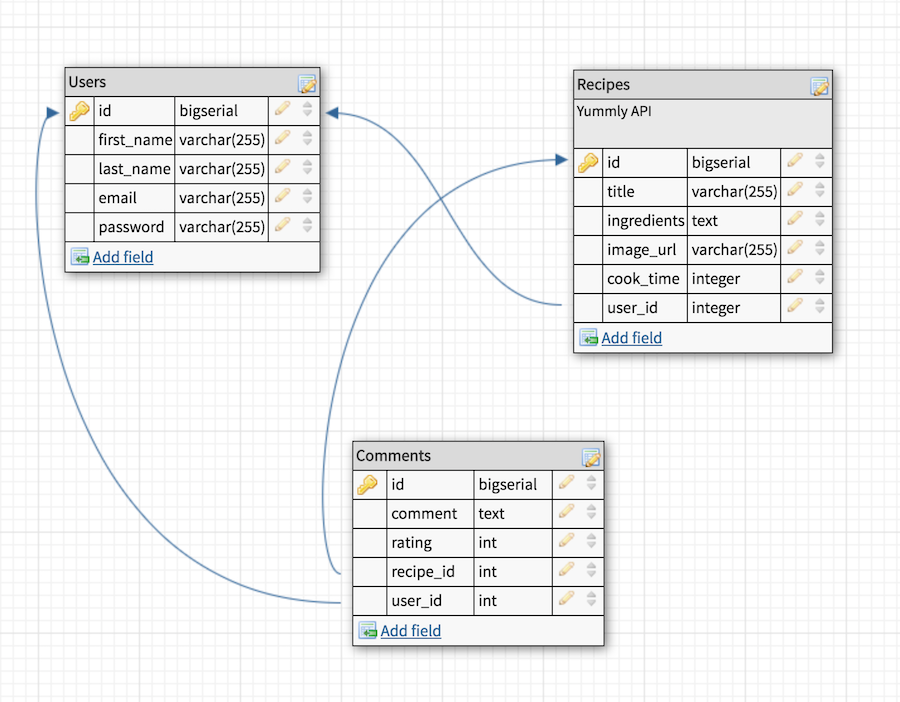 Users
id bigserial
first_name varchar(255)
last_name varchar(255)
email varchar(255)
password varchar(255)
Add field
Recipes
Yummly API
id bigserial
title varchar(255)
ingredients text
image_url varchar(255)
cook_time integer
user_id integer
Add field
Comments
id bigserial
comment text
rating int
recipe_id int
user_id int
Add field